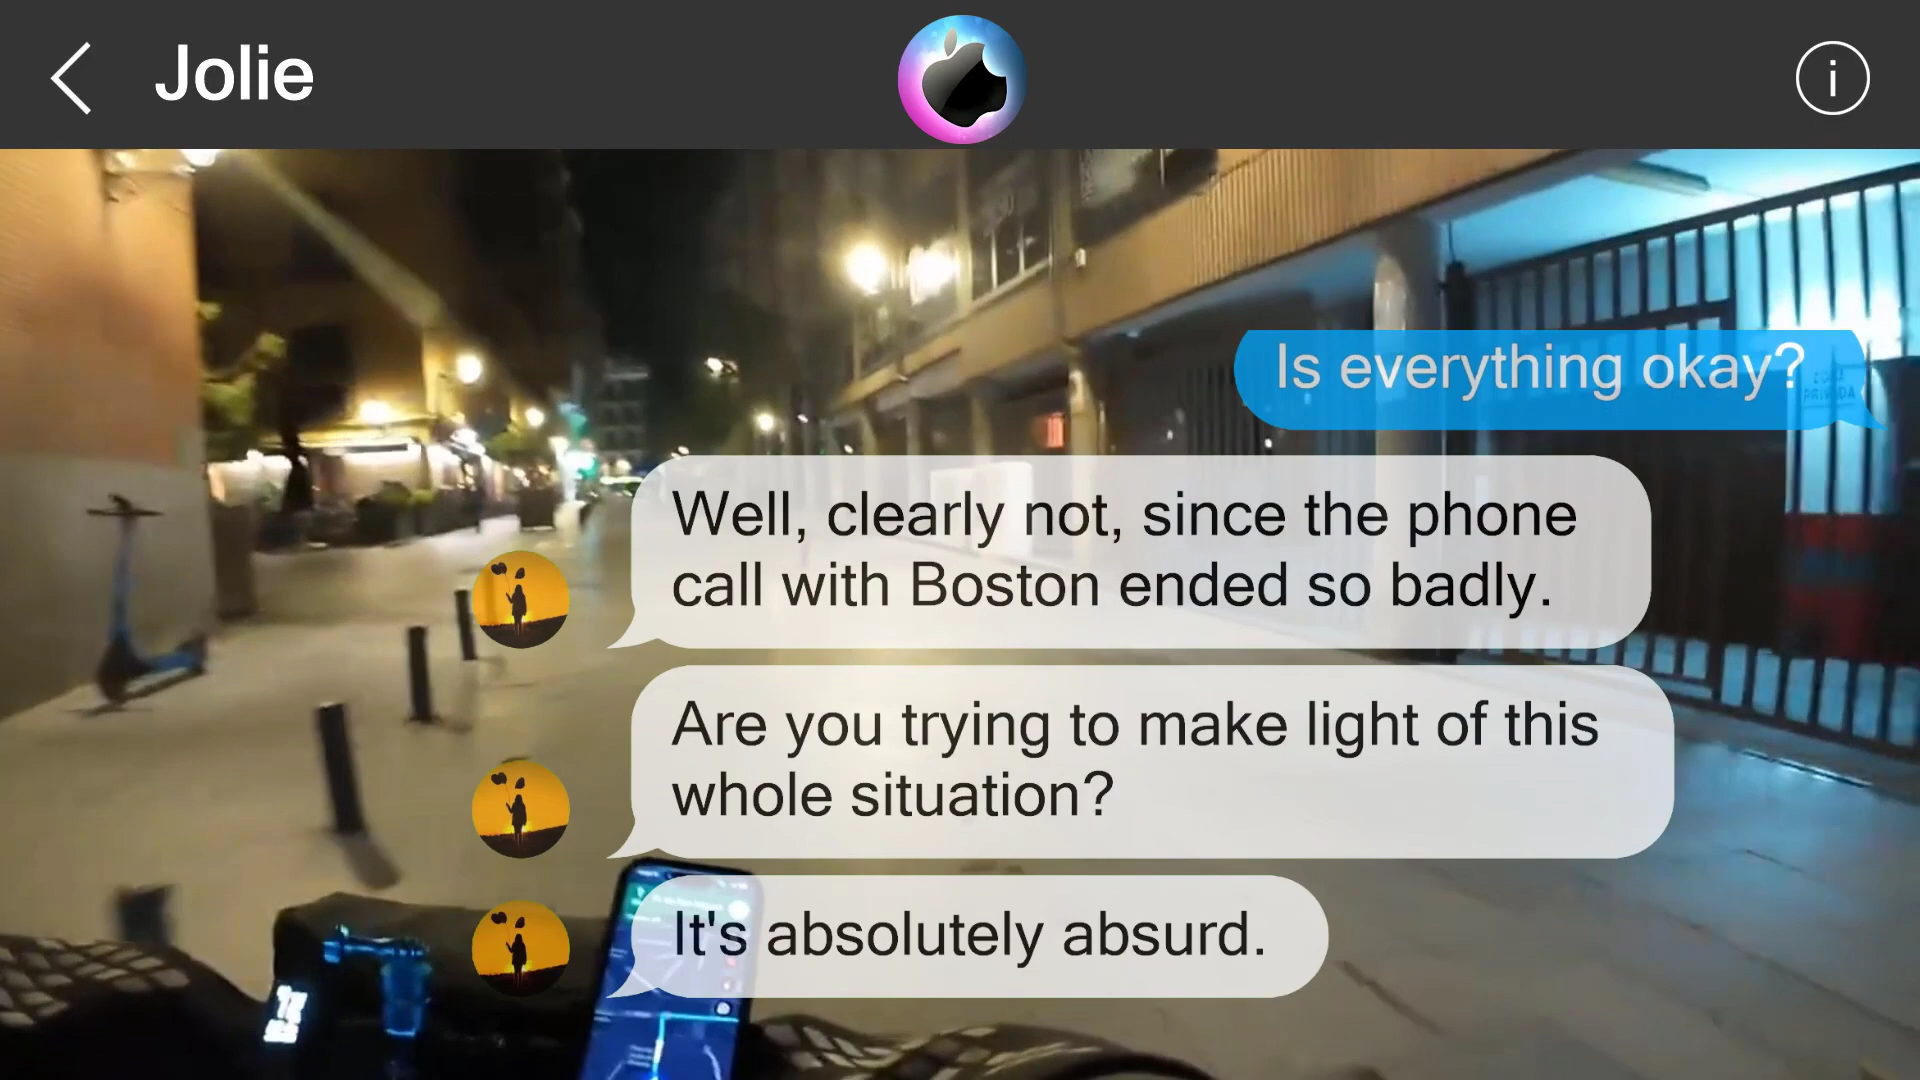 Jolie
i
Is everything okay?
Well, clearly not, since the phone
call with Boston ended so badly.
Are you trying to make light of this
whole situation?
It's absolutely absurd.